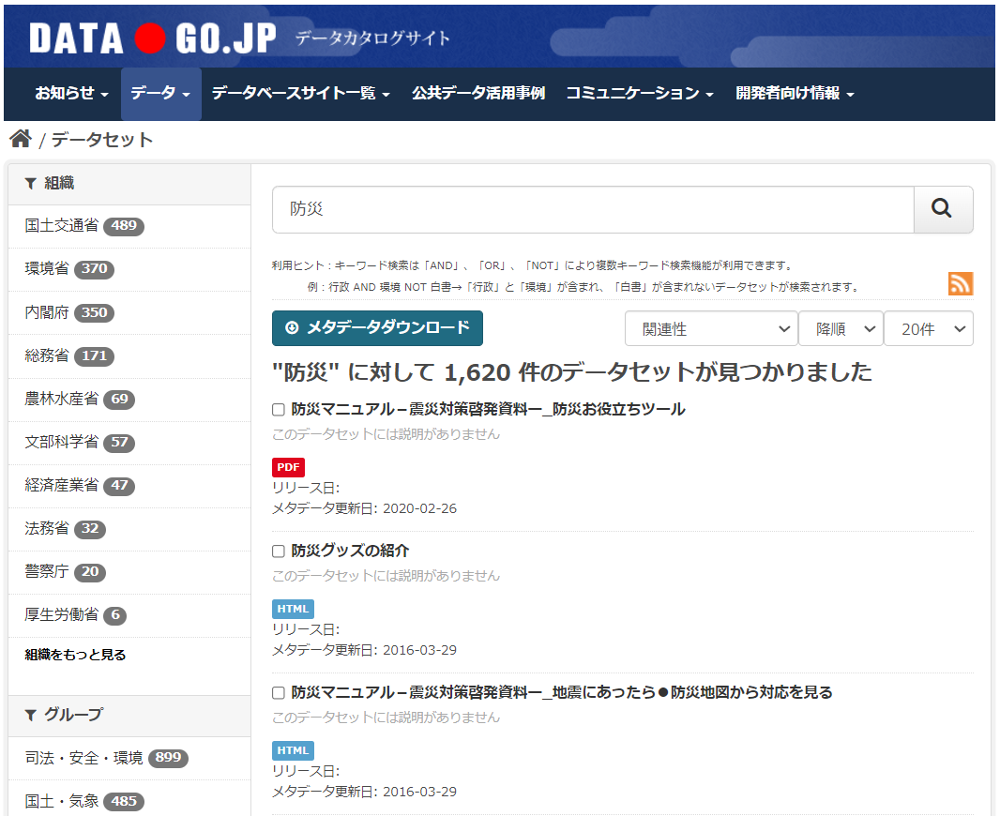 DATA GO.JP データカタログサイト
お知らせ データ データベースサイト一覧 公共データ活用事例 コミュニケーション 開発者向け情報
/ データセット
組織
国土交通省 489
環境省 370
内閣府 350
総務省 171
農林水産省 69
文部科学省 57
経済産業省 47
法務省 32
警察庁 20
厚生労働省 6
組織をもっと見る
グループ
司法・安全・環境 899
国土・気象 485
防災
利用ヒント：キーワード検索は「AND」、「OR」、「NOT」により複数キーワード検索機能が利用できます。
例：行政 AND 環境 NOT 白書→「行政」と「環境」が含まれ、「白書」が含まれないデータセットが検索されます。
メタデータダウンロード 関連性 降順 20件
"防災" に対して 1,620 件のデータセットが見つかりました
防災マニュアル－震災対策啓発資料ー_防災お役立ちツール
このデータセットには説明がありません
PDF
リリース日:
メタデータ更新日: 2020-02-26
防災グッズの紹介
このデータセットには説明がありません
HTML
リリース日:
メタデータ更新日: 2016-03-29
防災マニュアル－震災対策啓発資料ー_地震にあったら●防災地図から対応を見る
このデータセットには説明がありません
HTML
リリース日:
メタデータ更新日: 2016-03-29